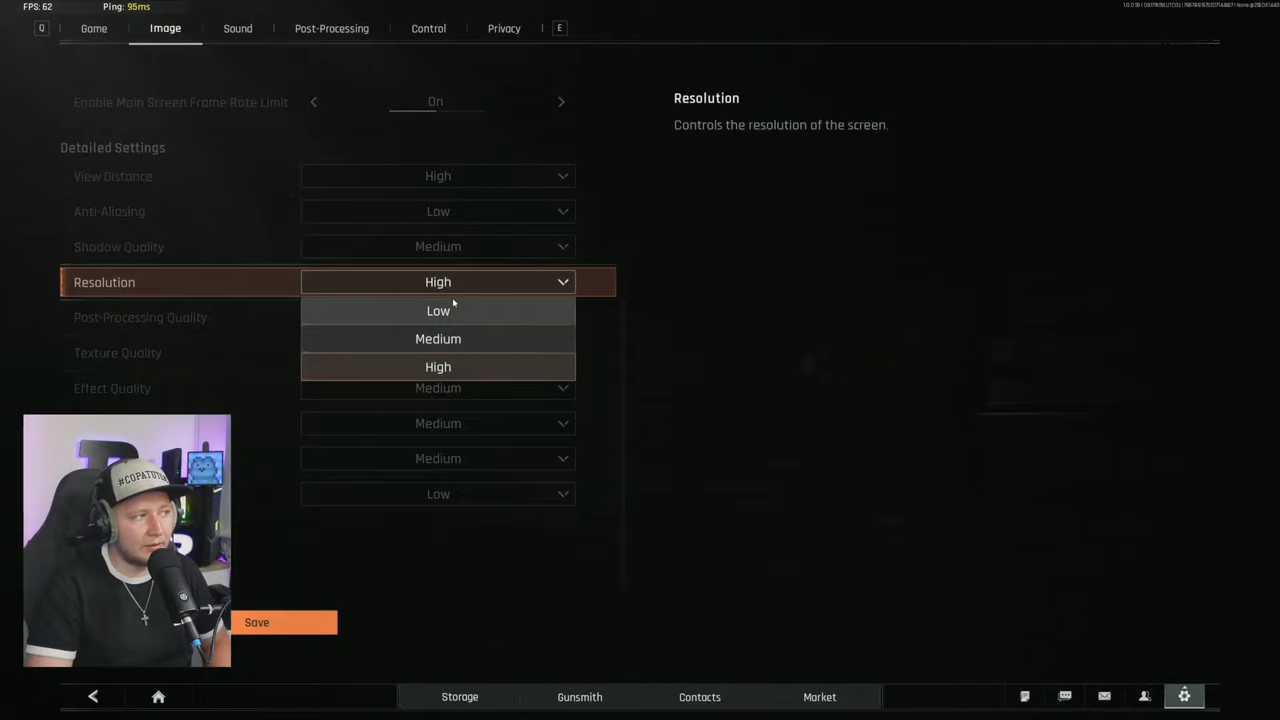 FPS: 62 Ping: 95ms
Q Game Image Sound Post-Processing Control Privacy E
Enable Main Screen Frame Rate Limit On
Detailed Settings
View Distance High
Anti-Aliasing Low
Shadow Quality Medium
Resolution High
Low
Post-Processing Quality
Medium
Texture Quality
High
Effect Quality Medium
Medium
Medium
Low
Resolution
Controls the resolution of the screen.
Save
Storage Gunsmith Contacts Market